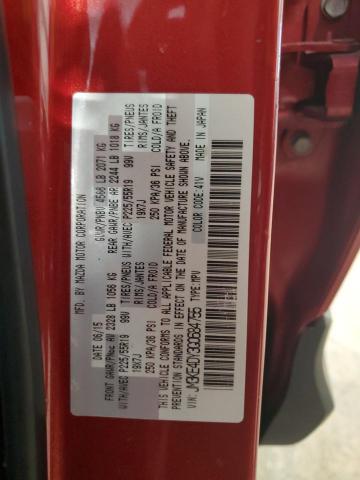 MFD BY: MAZDA MOTOR CORPORATION
DATE: 06/15 GVWR/PNBV: 4566 LB 2071 KG
FRONT GAWR/PNBE AV 2328 LB 1056 KG REAR GAWR/PNBE AR 2244 LB 1018 KG
WITH/AVEC P225/55R19 99V TIRES/PNEUS WITH/AVEC P225/55R19 99V TIRES/PNEUS
19X7J RIMS/JANTES 19X7J RIMS/JANTES
250 KPA/36 PSI COLD/A FROID 250 KPA/36 PSI COLD/A FROID
THIS VEHICLE CONFORMS TO ALL APPLICABLE FEDERAL MOTOR VEHICLE SAFETY AND THEFT
PREVENTION STANDARDS IN EFFECT ON THE DATE OF MANUFACTURE SHOWN ABOVE.
COLOR CODE: 41V
VIN: JM3KE4DY3G0684755 TYPE: MPV